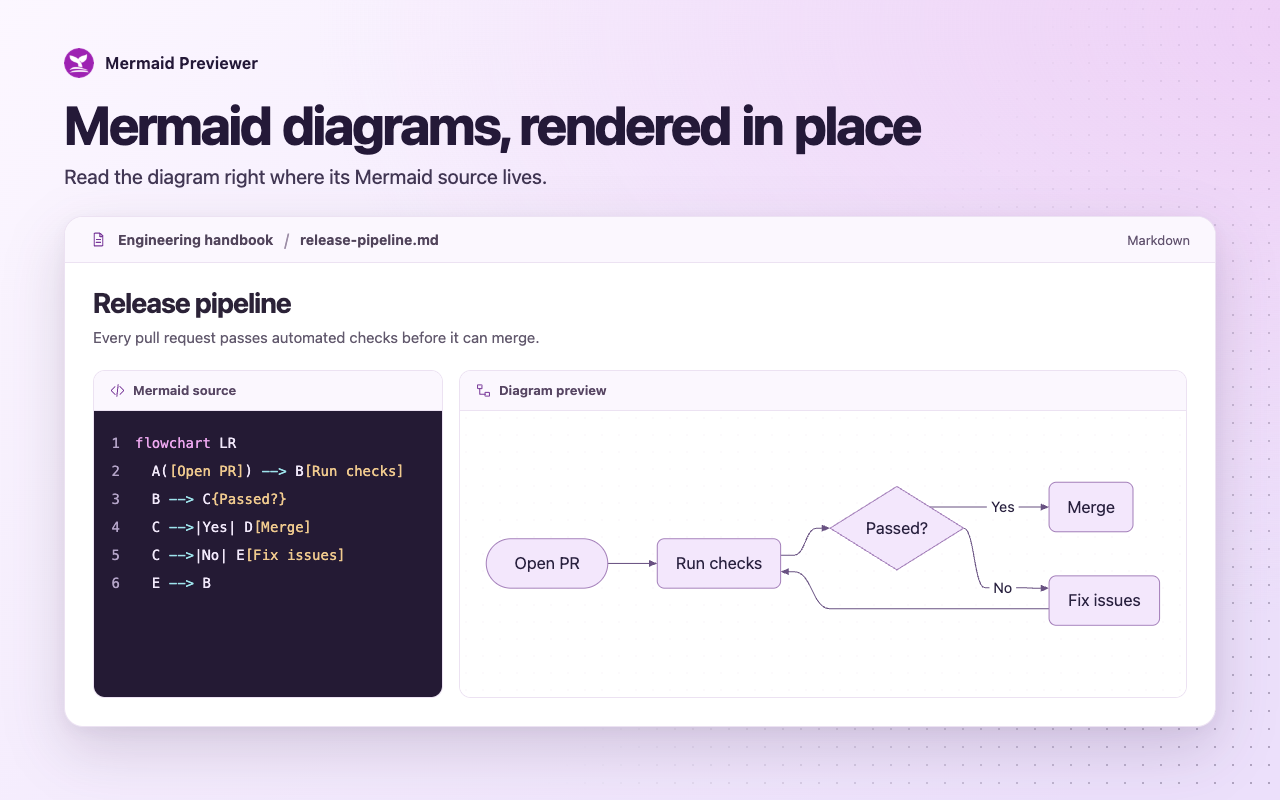 Mermaid Previewer
Mermaid diagrams, rendered in place
Read the diagram right where its Mermaid source lives.
Engineering handbook / release-pipeline.md
Markdown
Release pipeline
Every pull request passes automated checks before it can merge.
Mermaid source
1 flowchart LR
2   A([Open PR]) --> B[Run checks]
3   B --> C{Passed?}
4   C -->|Yes| D[Merge]
5   C -->|No| E[Fix issues]
6   E --> B
Diagram preview
Open PR
Run checks
Passed?
Yes
Merge
No
Fix issues